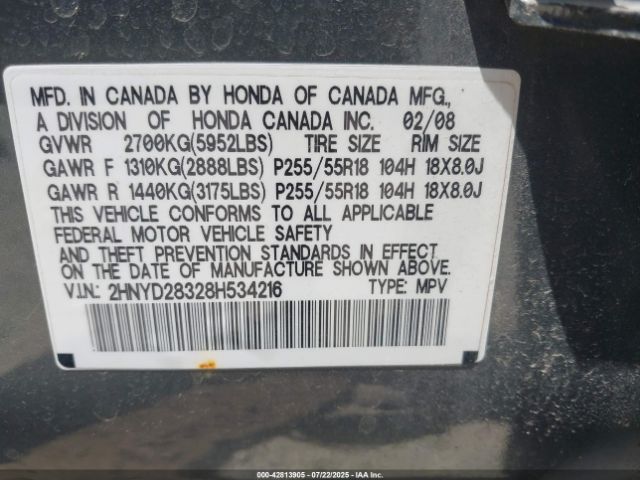 MFD. IN CANADA BY HONDA OF CANADA MFG.,
A DIVISION OF HONDA CANADA INC. 02/08
GVWR 2700KG(5952LBS) TIRE SIZE RIM SIZE
GAWR F 1310KG(2888LBS) P255/55R18 104H 18X8.0J
GAWR R 1440KG(3175LBS) P255/55R18 104H 18X8.0J
THIS VEHICLE CONFORMS TO ALL APPLICABLE
FEDERAL MOTOR VEHICLE SAFETY
AND THEFT PREVENTION STANDARDS IN EFFECT
ON THE DATE OF MANUFACTURE SHOWN ABOVE.
V.I.N.: 2HNYD28328H534216 TYPE: MPV
000-42813905 - 07/22/2025 - IAAI.COM